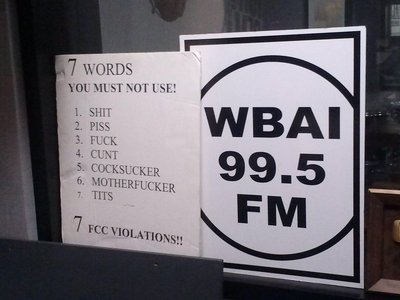 7 WORDS
YOU MUST NOT USE!
1. SHIT
2. PISS
3. FUCK
4. CUNT
5. COCKSUCKER
6. MOTHERFUCKER
7. TITS
7 FCC VIOLATIONS!!
WBAI
99.5
FM